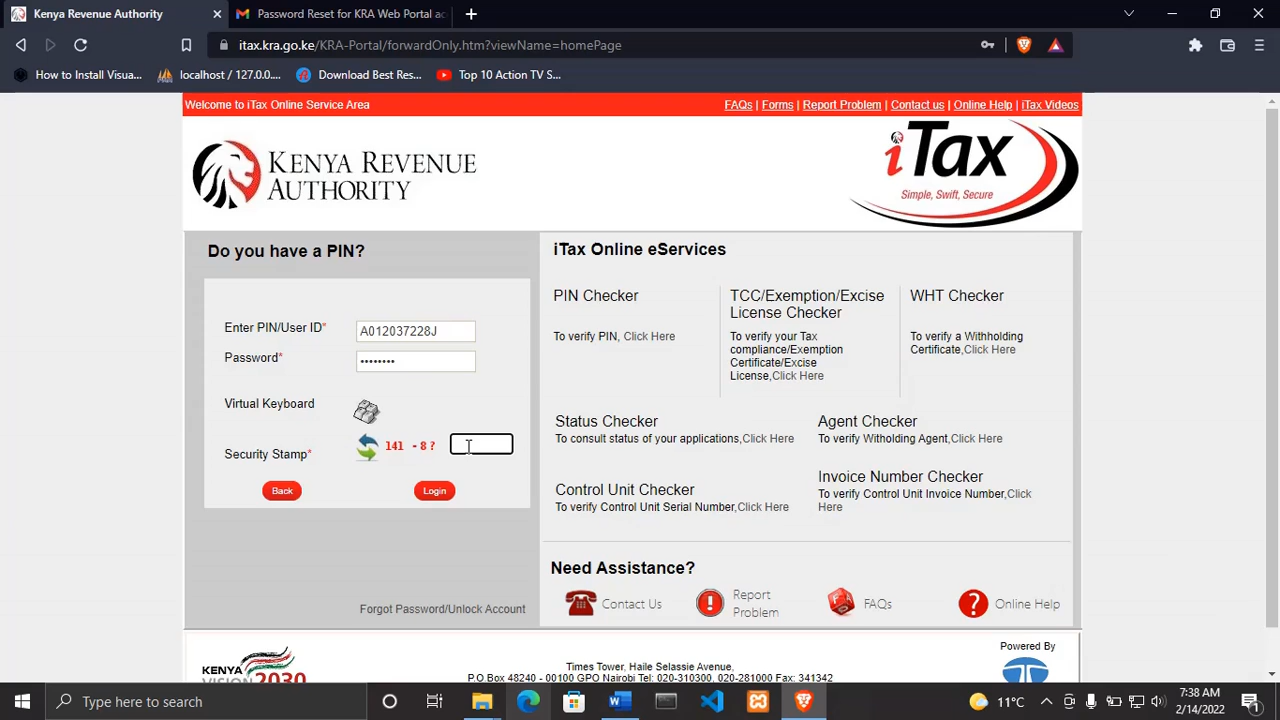 Kenya Revenue Authority
Password Reset for KRA Web Portal ac
itax.kra.go.ke/KRA-Portal/forwardOnly.htm?viewName=homePage
How to Install Visua...
localhost / 127.0.0....
Download Best Res...
Top 10 Action TV S...
Welcome to iTax Online Service Area
FAQs | Forms | Report Problem | Contact us | Online Help | iTax Videos
KENYA REVENUE
AUTHORITY
iTax
Simple, Swift, Secure
Do you have a PIN?
Enter PIN/User ID*
A012037228J
Password*
••••••••
Virtual Keyboard
Security Stamp*
141 - 8 ?
Back
Login
Forgot Password/Unlock Account
iTax Online eServices
PIN Checker
To verify PIN, Click Here
TCC/Exemption/Excise
License Checker
To verify your Tax
compliance/Exemption
Certificate/Excise
License,Click Here
WHT Checker
To verify a Withholding
Certificate,Click Here
Status Checker
To consult status of your applications,Click Here
Agent Checker
To verify Witholding Agent,Click Here
Control Unit Checker
To verify Control Unit Serial Number,Click Here
Invoice Number Checker
To verify Control Unit Invoice Number,Click
Here
Need Assistance?
Contact Us
Report
Problem
FAQs
Online Help
KENYA
VISION 2030
Times Tower, Haile Selassie Avenue,
P.O.Box 48240 - 00100 GPO Nairobi Tel: 020-310300, 020-281000 Fax: 341342
Powered By
Type here to search
11°C
7:38 AM
2/14/2022
1